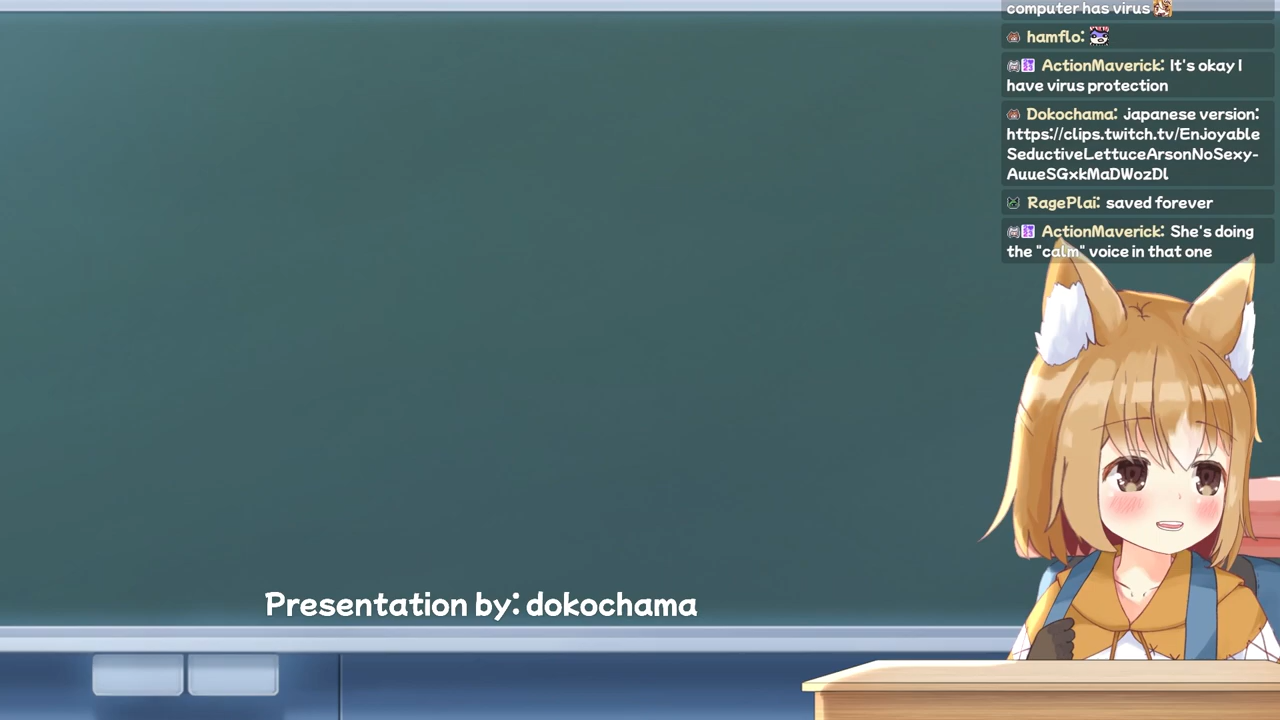 computer has virus
hamflo:
ActionMaverick: It's okay I
have virus protection
Dokochama: Japanese version:
https://clips.twitch.tv/Enjoyable
SeductiveLettuceArsonNoSexy-
AuueSGxkMaDWozDl
RagePlai: saved forever
ActionMaverick: She's doing
the "calm" voice in that one
Presentation by: dokochama